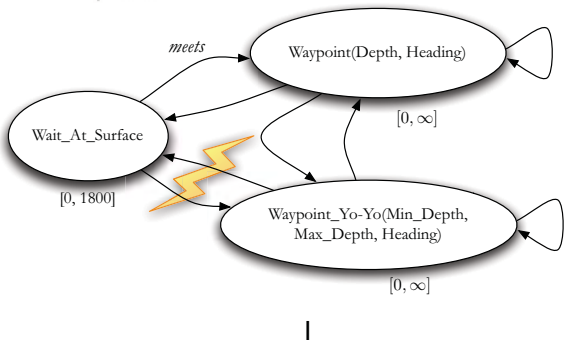 meets
Waypoint(Depth, Heading)
[0, ∞]
Wait_At_Surface
[0, 1800]
Waypoint_Yo-Yo(Min_Depth,
Max_Depth, Heading)
[0, ∞]